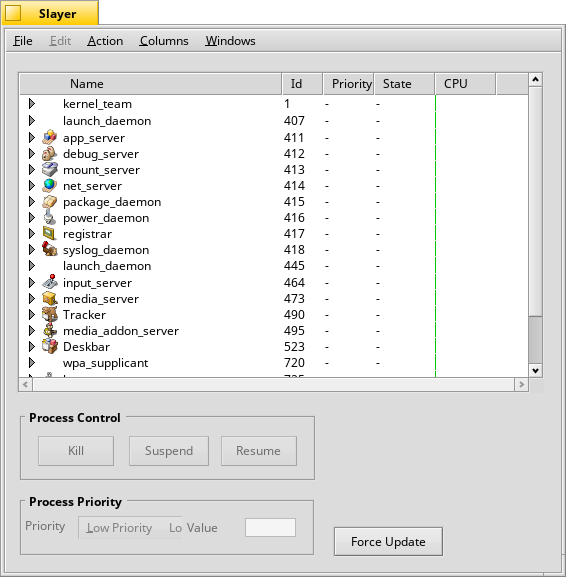 Slayer
File Edit Action Columns Windows
Name Id Priority State CPU
kernel_team 1 - -
launch_daemon 407 - -
app_server 411 - -
debug_server 412 - -
mount_server 413 - -
net_server 414 - -
package_daemon 415 - -
power_daemon 416 - -
registrar 417 - -
syslog_daemon 418 - -
launch_daemon 445 - -
input_server 464 - -
media_server 473 - -
Tracker 490 - -
media_addon_server 495 - -
Deskbar 523 - -
wpa_supplicant 720 - -
Process Control
Kill Suspend Resume
Process Priority
Priority Low Priority Lo Value
Force Update